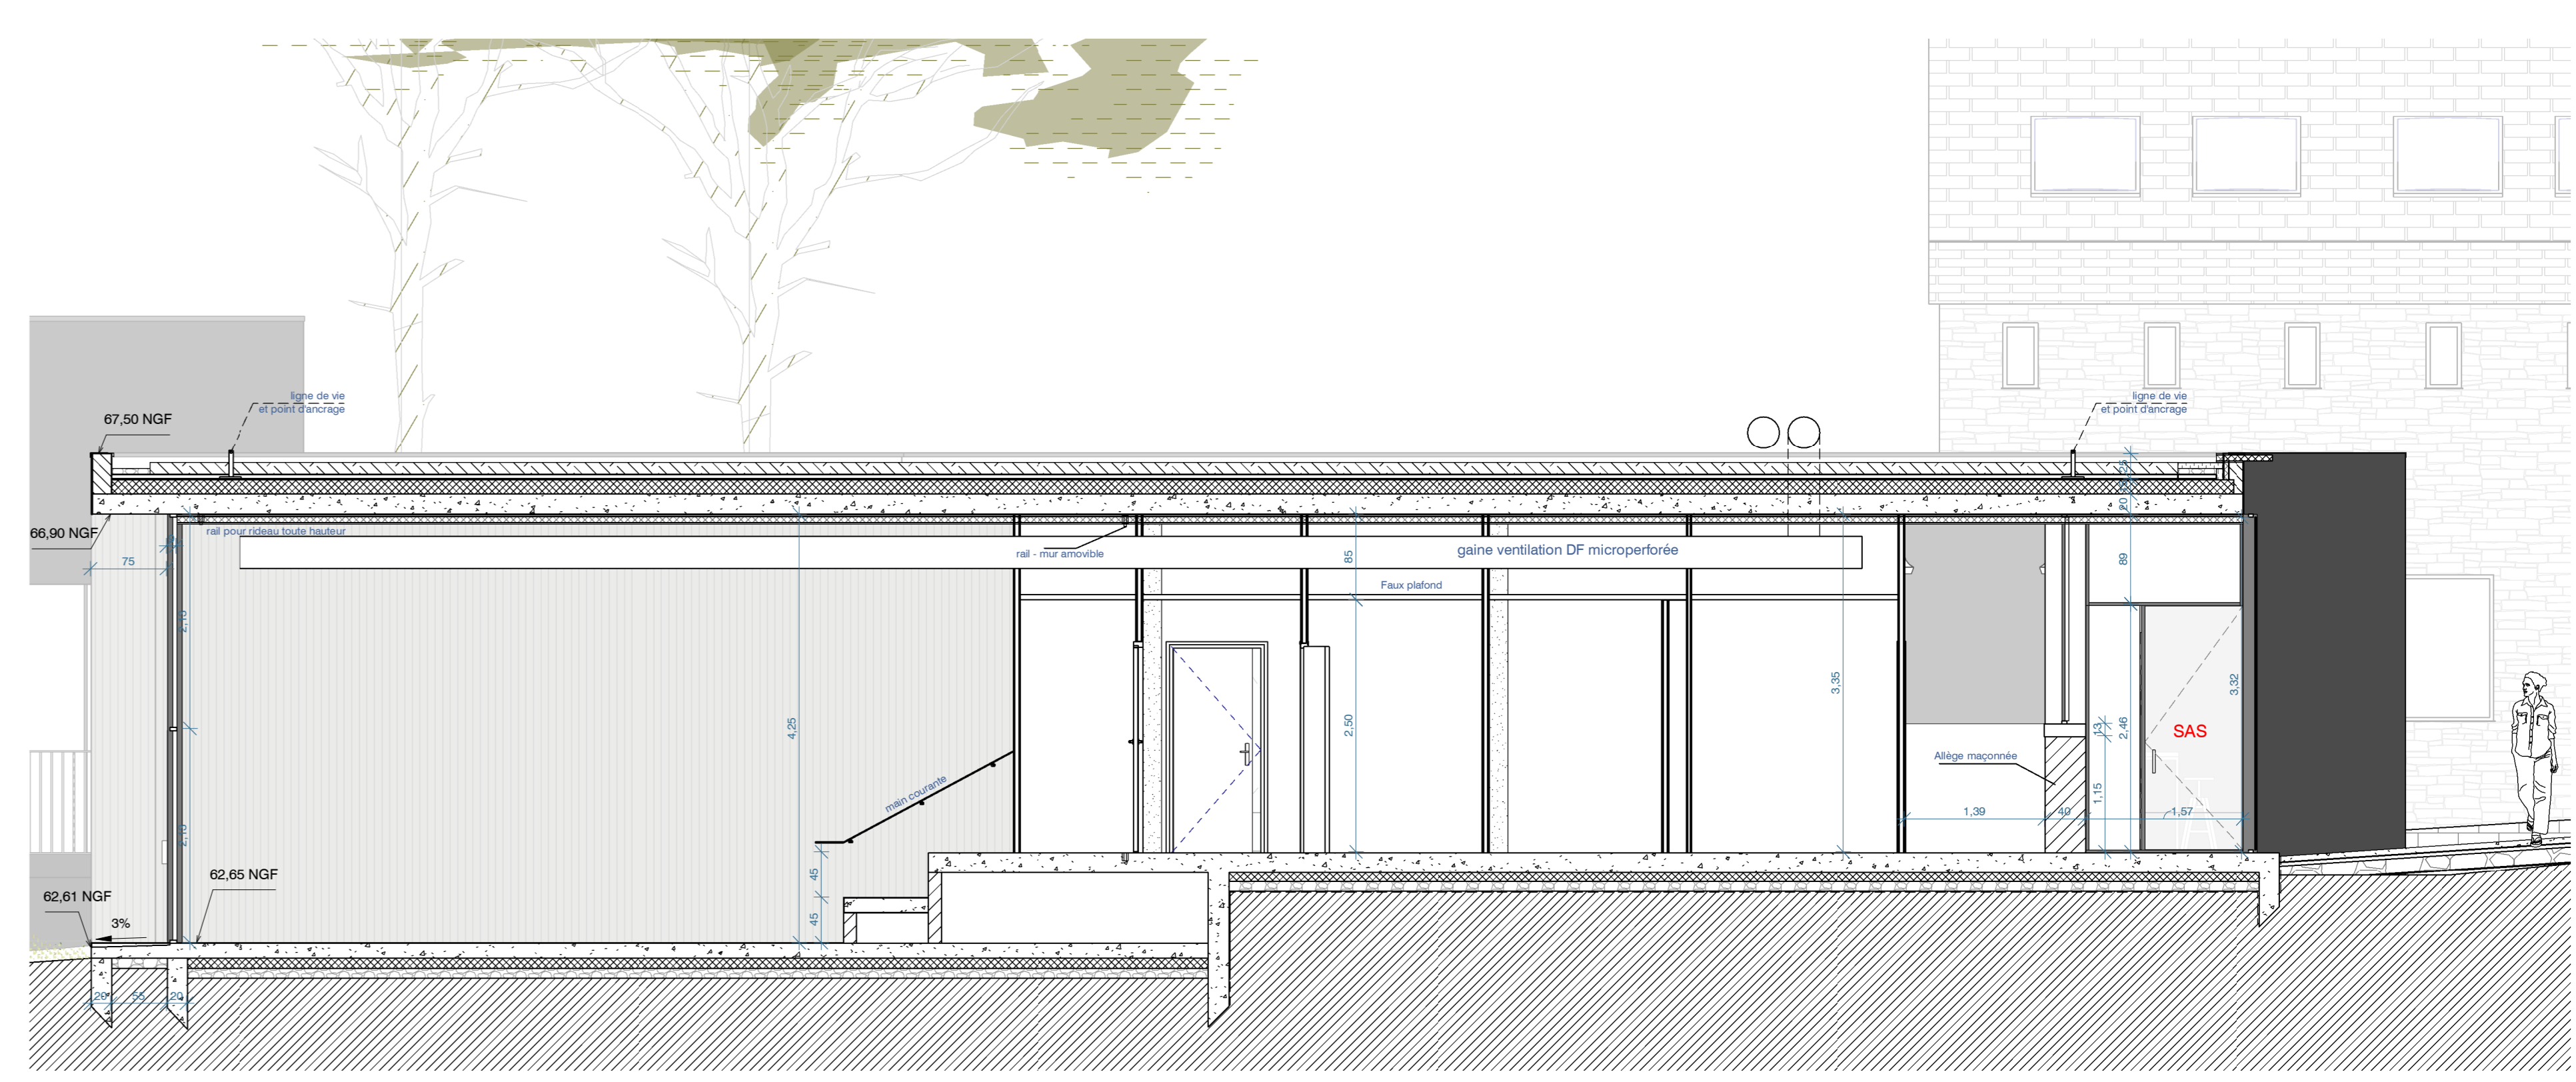 ligne de vie
et point d'ancrage
ligne de vie
et point d'ancrage
67,50 NGF
66,90 NGF
rail pour rideau toute hauteur
rail - mur amovible
gaine ventilation DF microperforée
Faux plafond
75
85
89
25
20
4,25
2,50
3,35
3,32
2,46
13
1,15
SAS
Allège maçonnée
main courante
1,39
40
1,57
45
45
62,65 NGF
62,61 NGF
3%
20
55
20